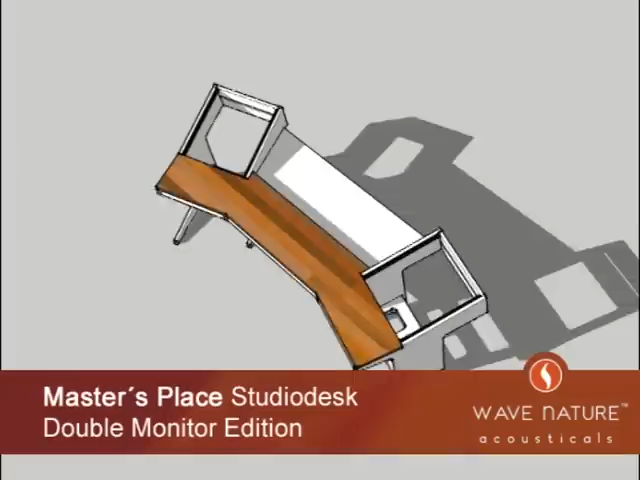 Master´s Place Studiodesk
Double Monitor Edition
WAVE NATURE™
acousticals